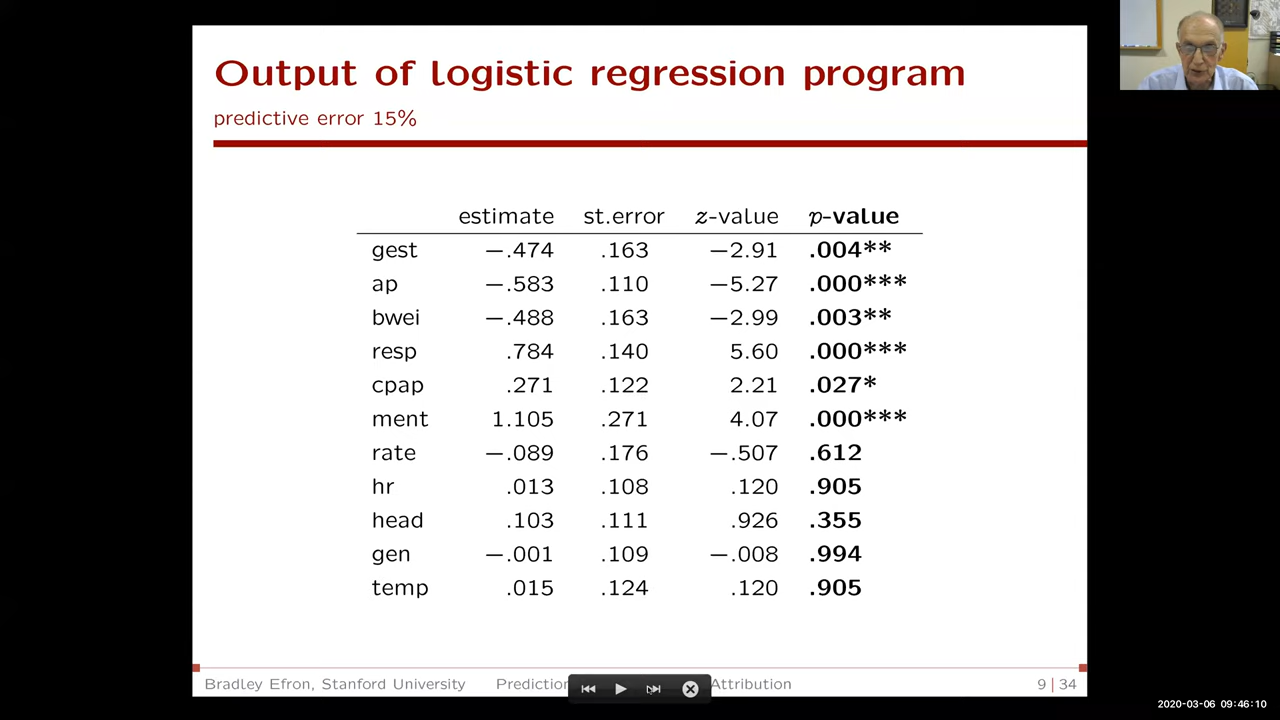 Output of logistic regression program
predictive error 15%
estimate st.error z-value p-value
gest −.474 .163 −2.91 .004**
ap −.583 .110 −5.27 .000***
bwei −.488 .163 −2.99 .003**
resp .784 .140 5.60 .000***
cpap .271 .122 2.21 .027*
ment 1.105 .271 4.07 .000***
rate −.089 .176 −.507 .612
hr .013 .108 .120 .905
head .103 .111 .926 .355
gen −.001 .109 −.008 .994
temp .015 .124 .120 .905
Bradley Efron, Stanford University Prediction Attribution 9 | 34
2020-03-06 09:46:10